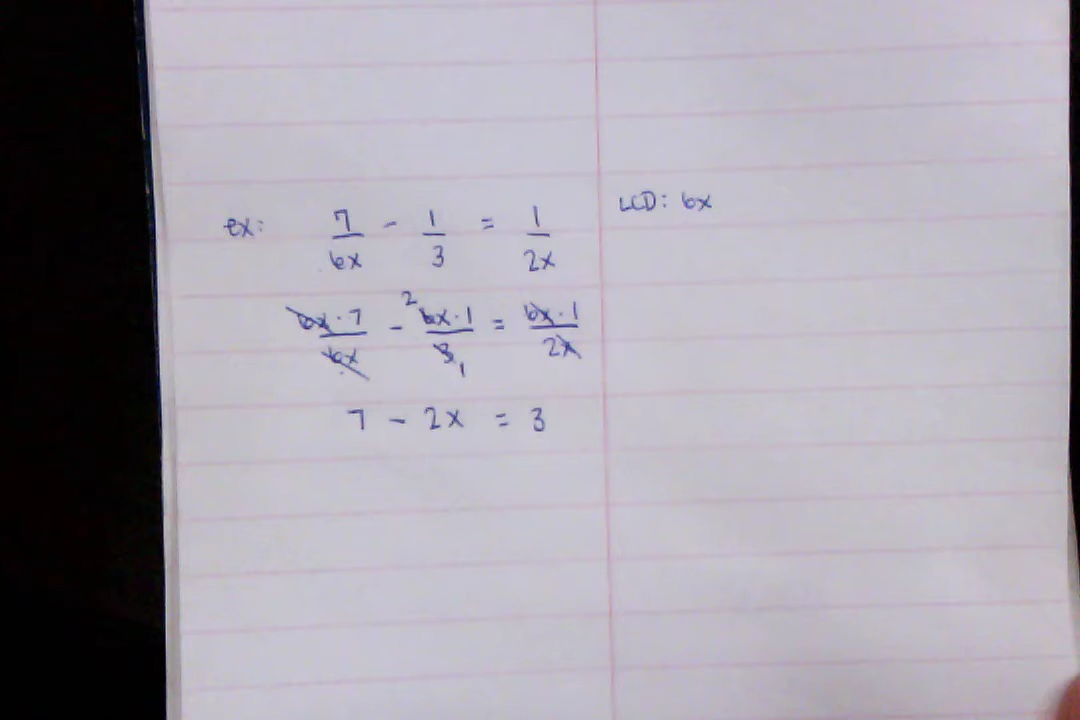 ex: 7/6x - 1/3 = 1/2x LCD: 6x
6x · 7/6x - 2 6x · 1/3 1 = 6x · 1/2x
7 - 2x = 3